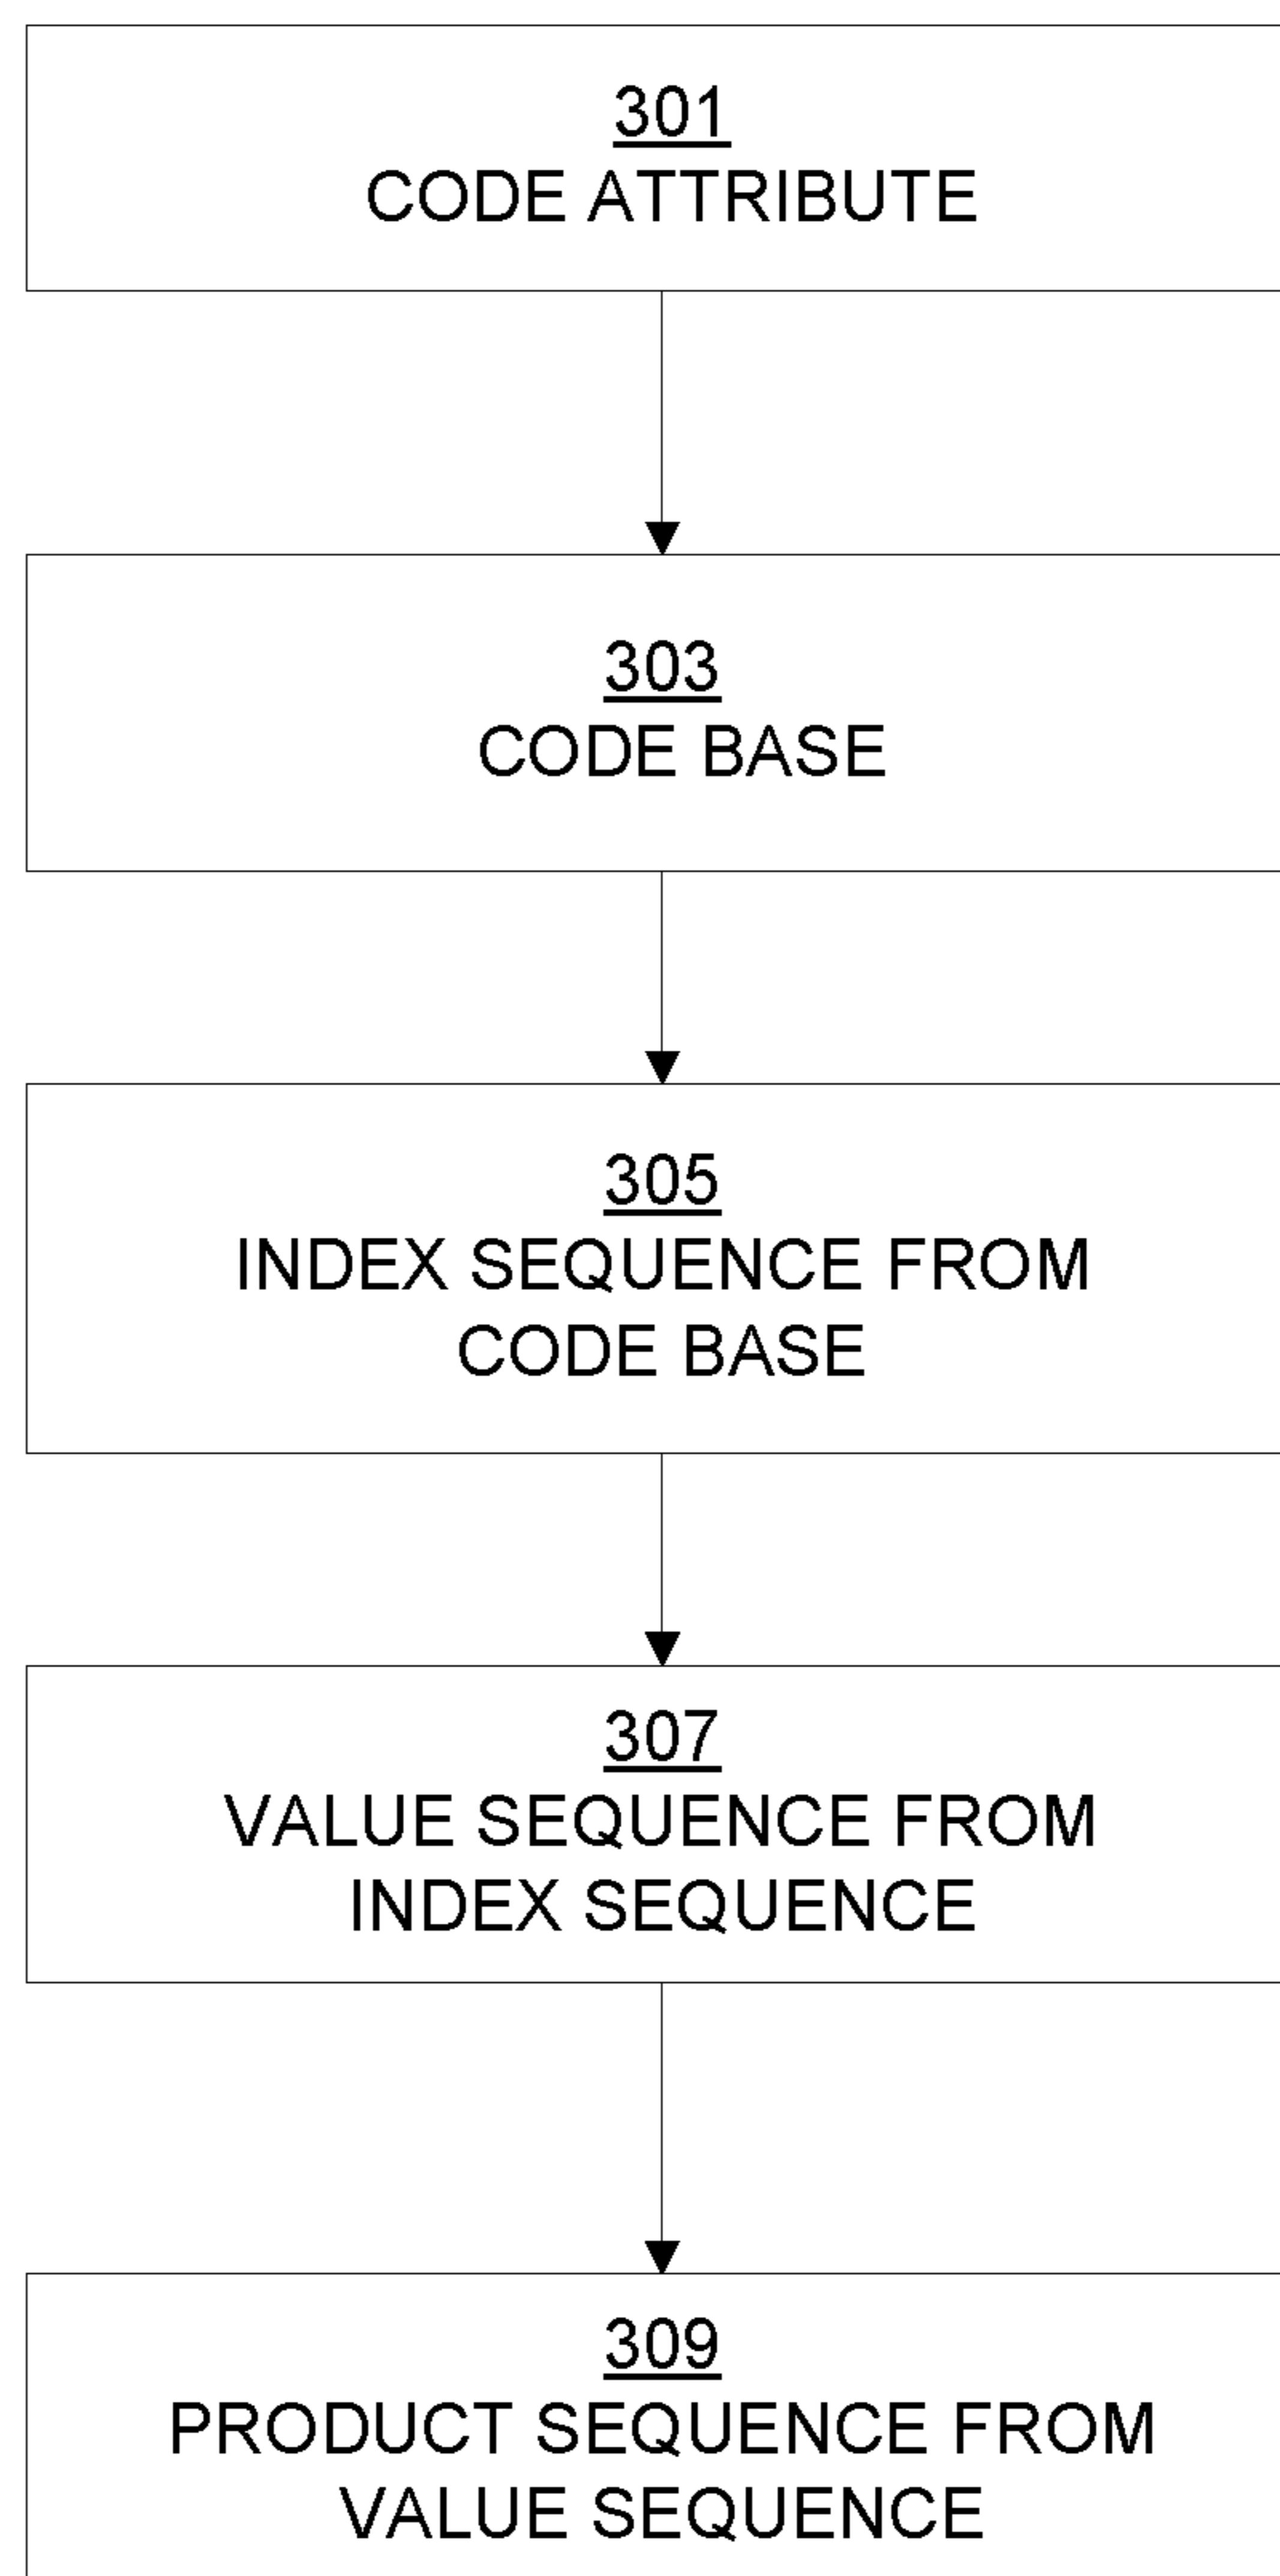 301
CODE ATTRIBUTE
303
CODE BASE
305
INDEX SEQUENCE FROM
CODE BASE
307
VALUE SEQUENCE FROM
INDEX SEQUENCE
309
PRODUCT SEQUENCE FROM
VALUE SEQUENCE